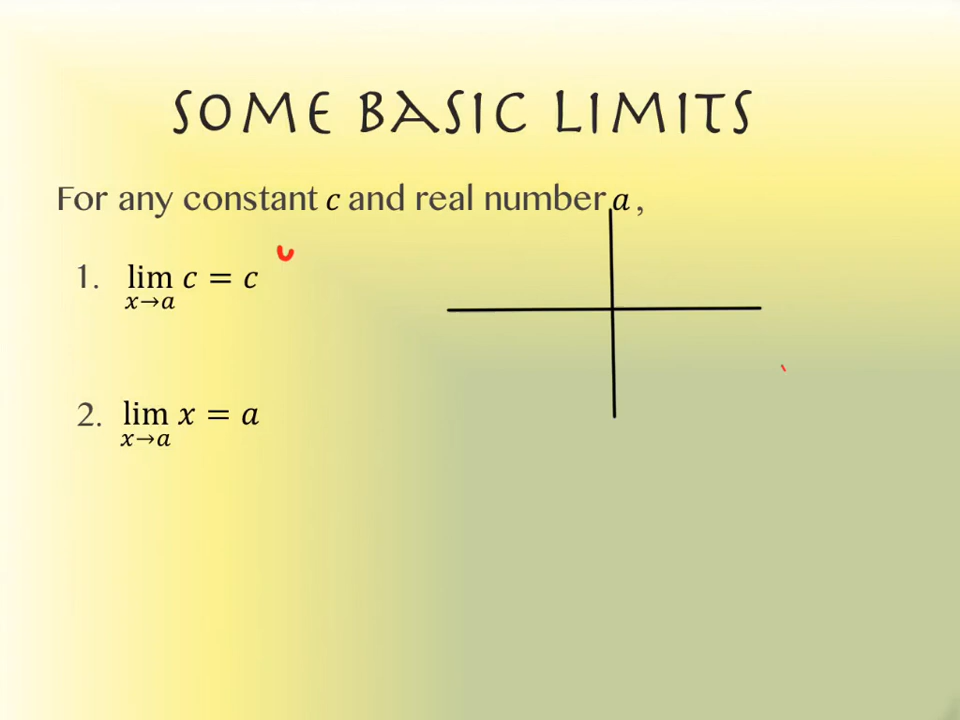 SOME BASIC LIMITS
For any constant c and real number a ,
1. lim c = c
x→a
2. lim x = a
x→a